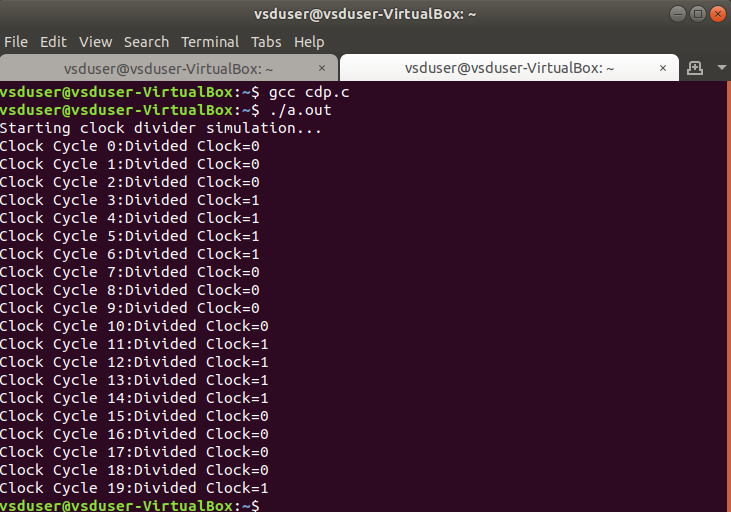 vsduser@vsduser-VirtualBox: ~
File Edit View Search Terminal Tabs Help
vsduser@vsduser-VirtualBox: ~ × vsduser@vsduser-VirtualBox: ~ ×
vsduser@vsduser-VirtualBox:~$ gcc cdp.c
vsduser@vsduser-VirtualBox:~$ ./a.out
Starting clock divider simulation...
Clock Cycle 0:Divided Clock=0
Clock Cycle 1:Divided Clock=0
Clock Cycle 2:Divided Clock=0
Clock Cycle 3:Divided Clock=1
Clock Cycle 4:Divided Clock=1
Clock Cycle 5:Divided Clock=1
Clock Cycle 6:Divided Clock=1
Clock Cycle 7:Divided Clock=0
Clock Cycle 8:Divided Clock=0
Clock Cycle 9:Divided Clock=0
Clock Cycle 10:Divided Clock=0
Clock Cycle 11:Divided Clock=1
Clock Cycle 12:Divided Clock=1
Clock Cycle 13:Divided Clock=1
Clock Cycle 14:Divided Clock=1
Clock Cycle 15:Divided Clock=0
Clock Cycle 16:Divided Clock=0
Clock Cycle 17:Divided Clock=0
Clock Cycle 18:Divided Clock=0
Clock Cycle 19:Divided Clock=1
vsduser@vsduser-VirtualBox:~$